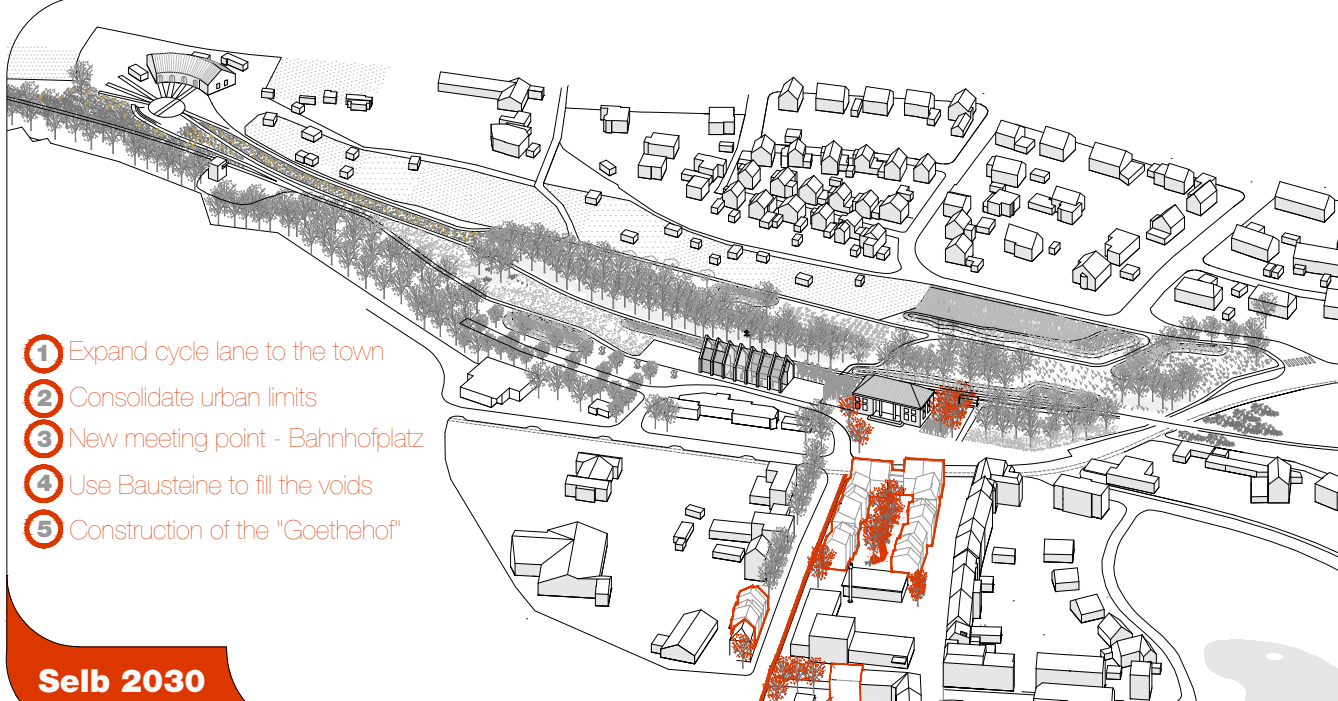 1 Expand cycle lane to the town
2 Consolidate urban limits
3 New meeting point - Bahnhofplatz
4 Use Bausteine to fill the voids
5 Construction of the "Goethehof"
Selb 2030